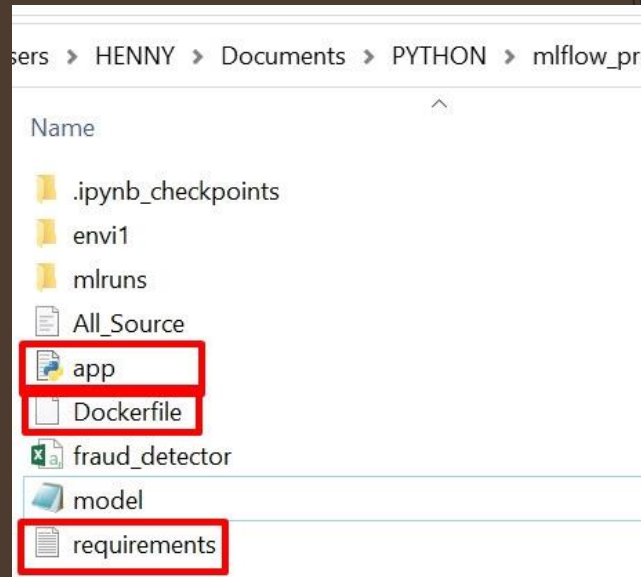 sers > HENNY > Documents > PYTHON > mlflow_pr
Name
.ipynb_checkpoints
envi1
mlruns
All_Source
app
Dockerfile
fraud_detector
model
requirements